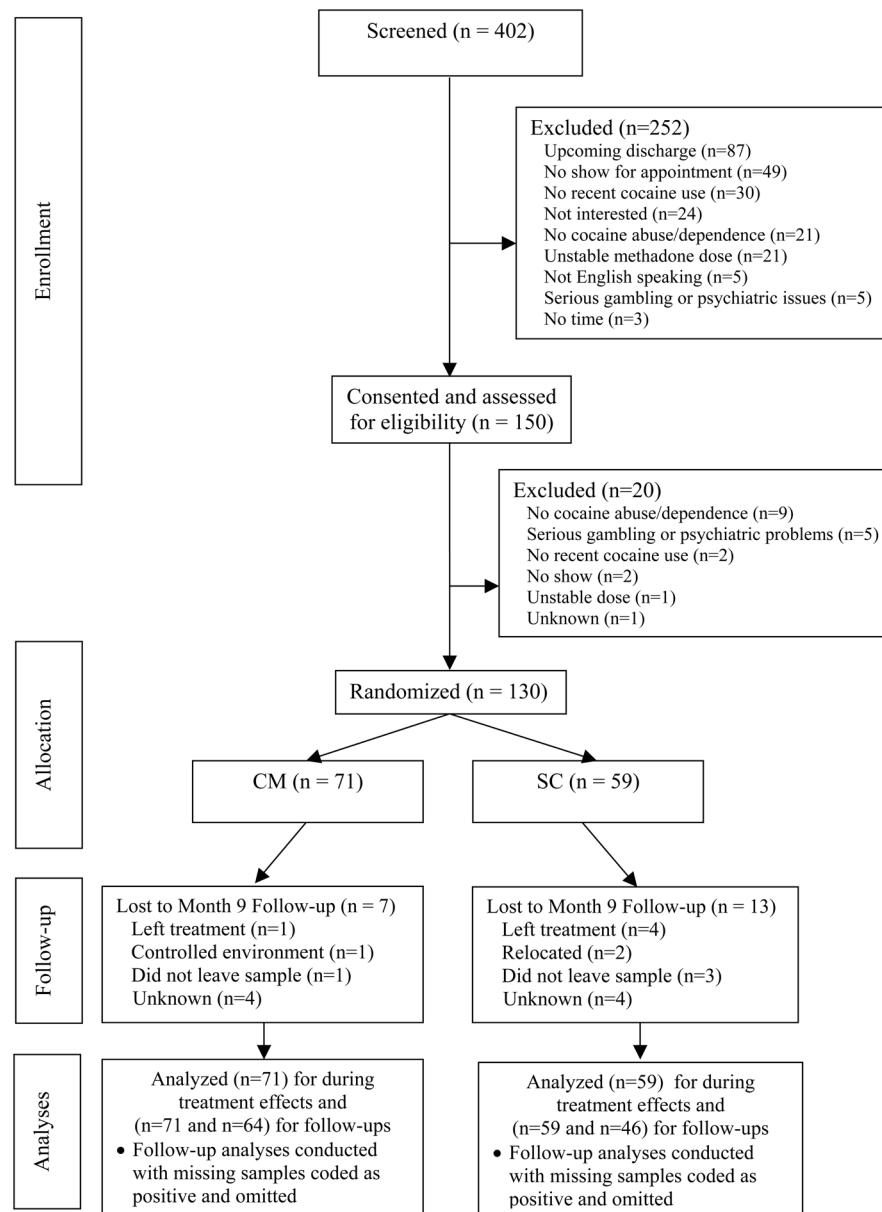 Enrollment
Screened (n = 402)
Excluded (n=252)
Upcoming discharge (n=87)
No show for appointment (n=49)
No recent cocaine use (n=30)
Not interested (n=24)
No cocaine abuse/dependence (n=21)
Unstable methadone dose (n=21)
Not English speaking (n=5)
Serious gambling or psychiatric issues (n=5)
No time (n=3)
Consented and assessed
for eligibility (n = 150)
Excluded (n=20)
No cocaine abuse/dependence (n=9)
Serious gambling or psychiatric problems (n=5)
No recent cocaine use (n=2)
No show (n=2)
Unstable dose (n=1)
Unknown (n=1)
Allocation
Randomized (n = 130)
CM (n = 71)
SC (n = 59)
Follow-up
Lost to Month 9 Follow-up (n = 7)
Left treatment (n=1)
Controlled environment (n=1)
Did not leave sample (n=1)
Unknown (n=4)
Lost to Month 9 Follow-up (n = 13)
Left treatment (n=4)
Relocated (n=2)
Did not leave sample (n=3)
Unknown (n=4)
Analyses
Analyzed (n=71) for during
treatment effects and
(n=71 and n=64) for follow-ups
• Follow-up analyses conducted
with missing samples coded as
positive and omitted
Analyzed (n=59) for during
treatment effects and
(n=59 and n=46) for follow-ups
• Follow-up analyses conducted
with missing samples coded as
positive and omitted